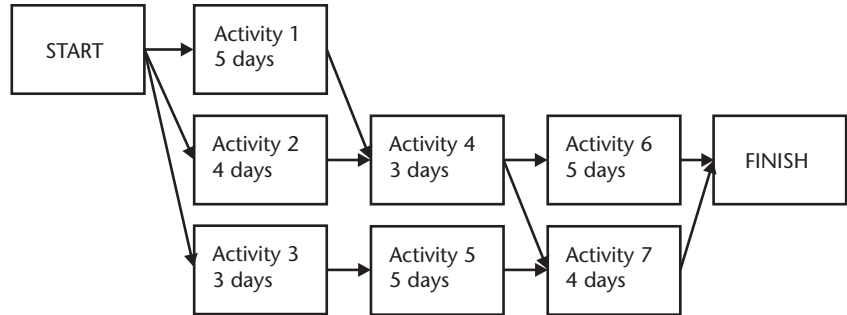 START
Activity 1
5 days
Activity 2
4 days
Activity 4
3 days
Activity 6
5 days
FINISH
Activity 3
3 days
Activity 5
5 days
Activity 7
4 days